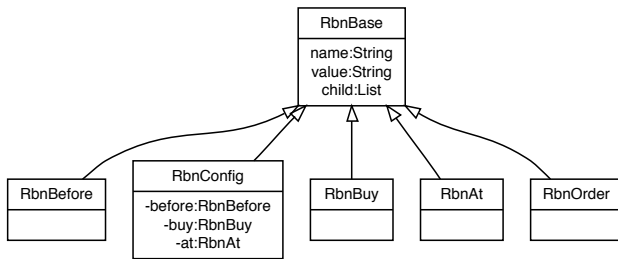 RbnBase
name:String
value:String
child:List
RbnBefore
RbnConfig
-before:RbnBefore
-buy:RbnBuy
-at:RbnAt
RbnBuy
RbnAt
RbnOrder